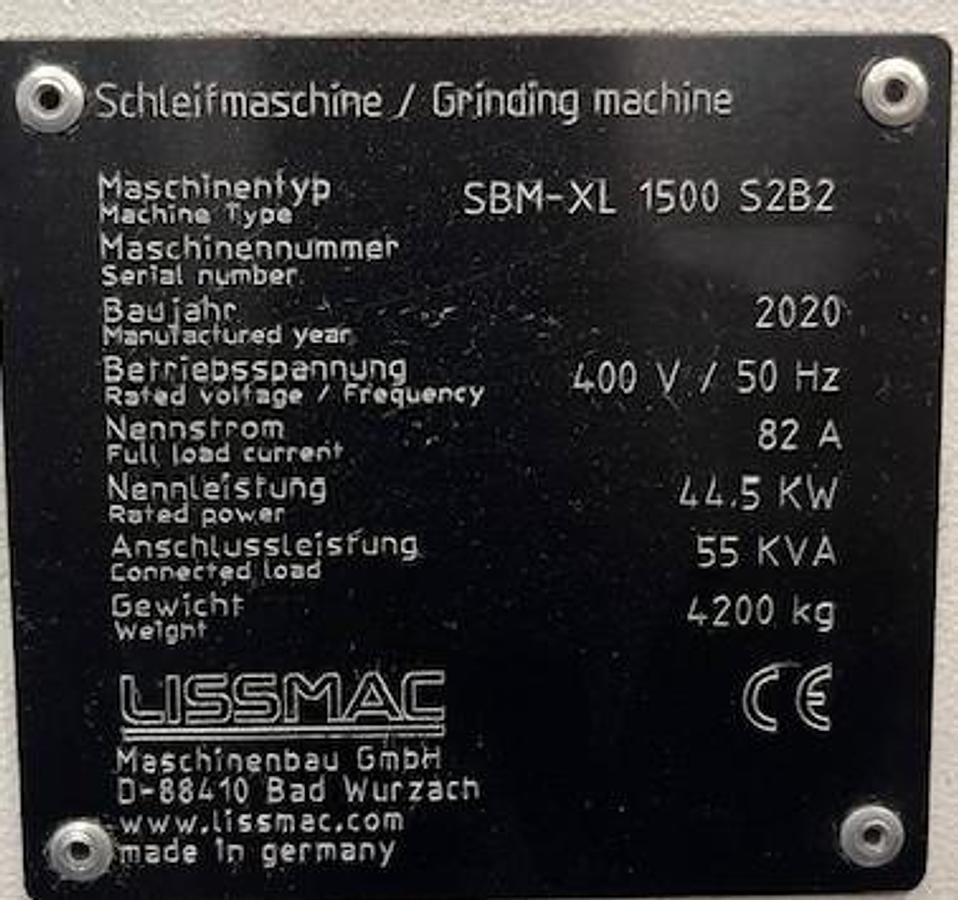 Schleifmaschine / Grinding machine
Maschinentyp SBM-XL 1500 S2B2
Machine Type
Maschinennummer
Serial number
Baujahr 2020
Manufactured year
Betriebsspannung 400 V / 50 Hz
Rated voltage / Frequency
Nennstrom 82 A
Full load current
Nennleistung 44.5 KW
Rated power
Anschlussleistung 55 KVA
Connected load
Gewicht 4200 kg
Weight
LISSMAC CE
Maschinenbau GmbH
D-88410 Bad Wurzach
www.lissmac.com
made in germany